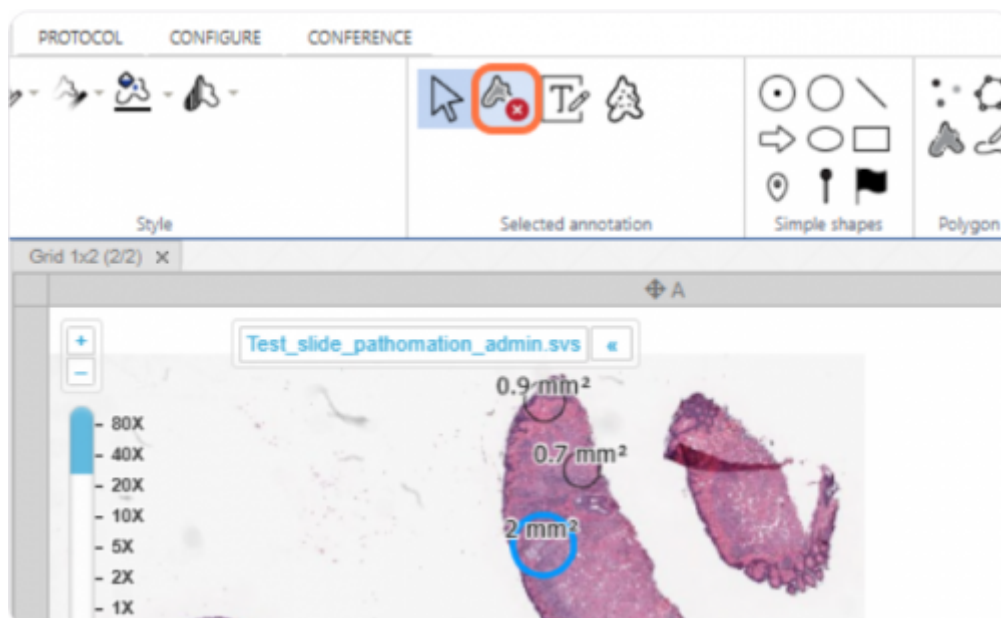 PROTOCOL CONFIGURE CONFERENCE
Style Selected annotation Simple shapes Polygon
Grid 1x2 (2/2) X
A
+
Test_slide_pathomation_admin.svs «
−
0.9 mm²
80X
40X
0.7 mm²
20X
10X
2 mm²
5X
2X
1X